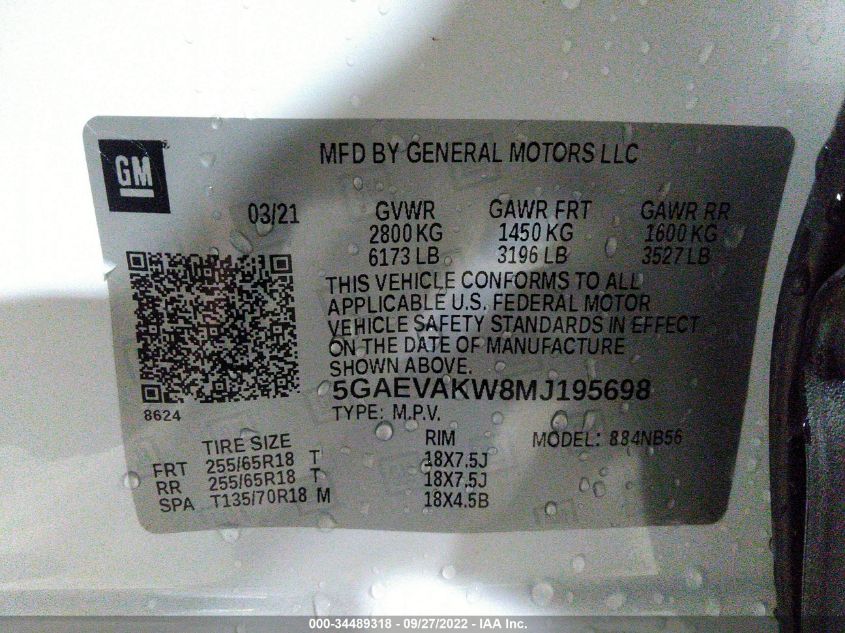 GM
MFD BY GENERAL MOTORS LLC
03/21 GVWR GAWR FRT GAWR RR
2800 KG 1450 KG 1600 KG
6173 LB 3196 LB 3527 LB
THIS VEHICLE CONFORMS TO ALL
APPLICABLE U.S. FEDERAL MOTOR
VEHICLE SAFETY STANDARDS IN EFFECT
ON THE DATE OF MANUFACTURE
SHOWN ABOVE.
5GAEVAKW8MJ195698
8624
TYPE: M.P.V.
TIRE SIZE RIM MODEL: 884NB56
FRT 255/65R18 T 18X7.5J
RR 255/65R18 T 18X7.5J
SPA T135/70R18 M 18X4.5B
000-34489318 - 09/27/2022 - IAA Inc.